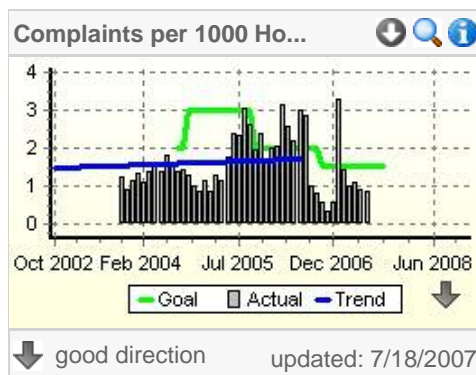 Complaints per 1000 Ho...
4
3
2
1
0
Oct 2002 Feb 2004 Jul 2005 Dec 2006 Jun 2008
Goal Actual Trend
good direction updated: 7/18/2007